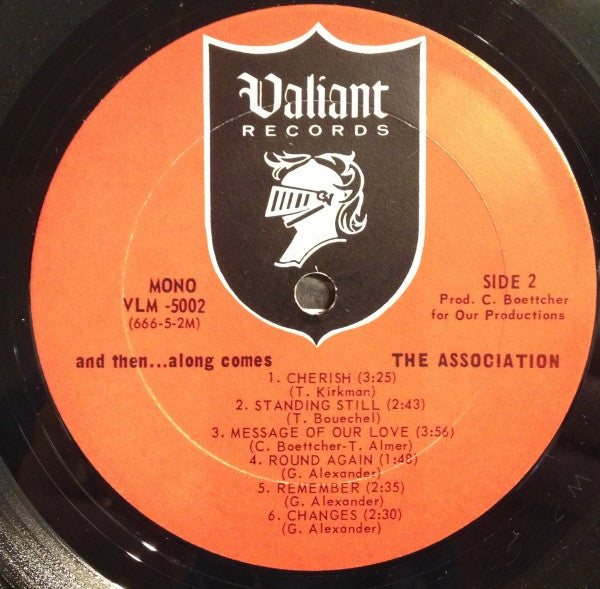 Valiant
RECORDS
MONO
VLM -5002
(666-5-2M)
SIDE 2
Prod. C. Boettcher
for Our Productions
and then...along comes THE ASSOCIATION
1. CHERISH (3:25)
(T. Kirkman)
2. STANDING STILL (2:43)
(T. Bouechel)
3. MESSAGE OF OUR LOVE (3:56)
(C. Boettcher-T. Almer)
4. ROUND AGAIN (1:48)
(G. Alexander)
5. REMEMBER (2:35)
(G. Alexander)
6. CHANGES (2:30)
(G. Alexander)